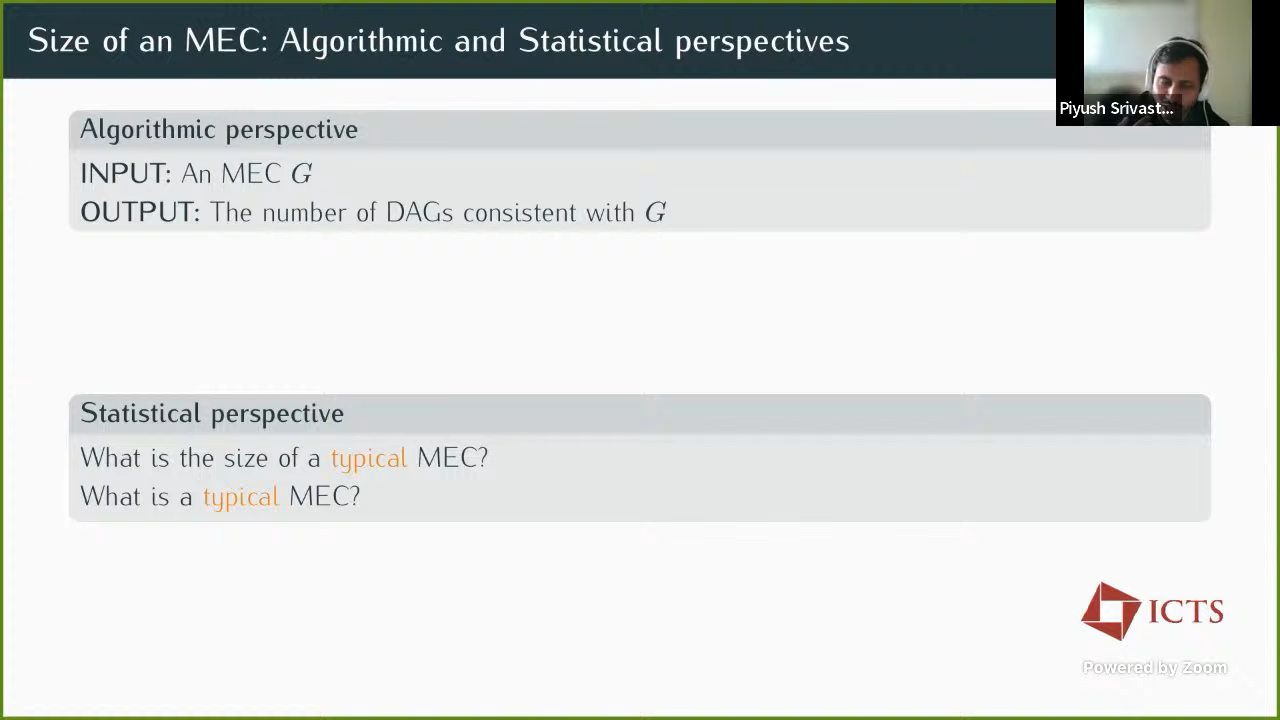 Size of an MEC: Algorithmic and Statistical perspectives
Piyush Srivast...
Algorithmic perspective
INPUT: An MEC G
OUTPUT: The number of DAGs consistent with G
Statistical perspective
What is the size of a typical MEC?
What is a typical MEC?
ICTS
Powered by Zoom